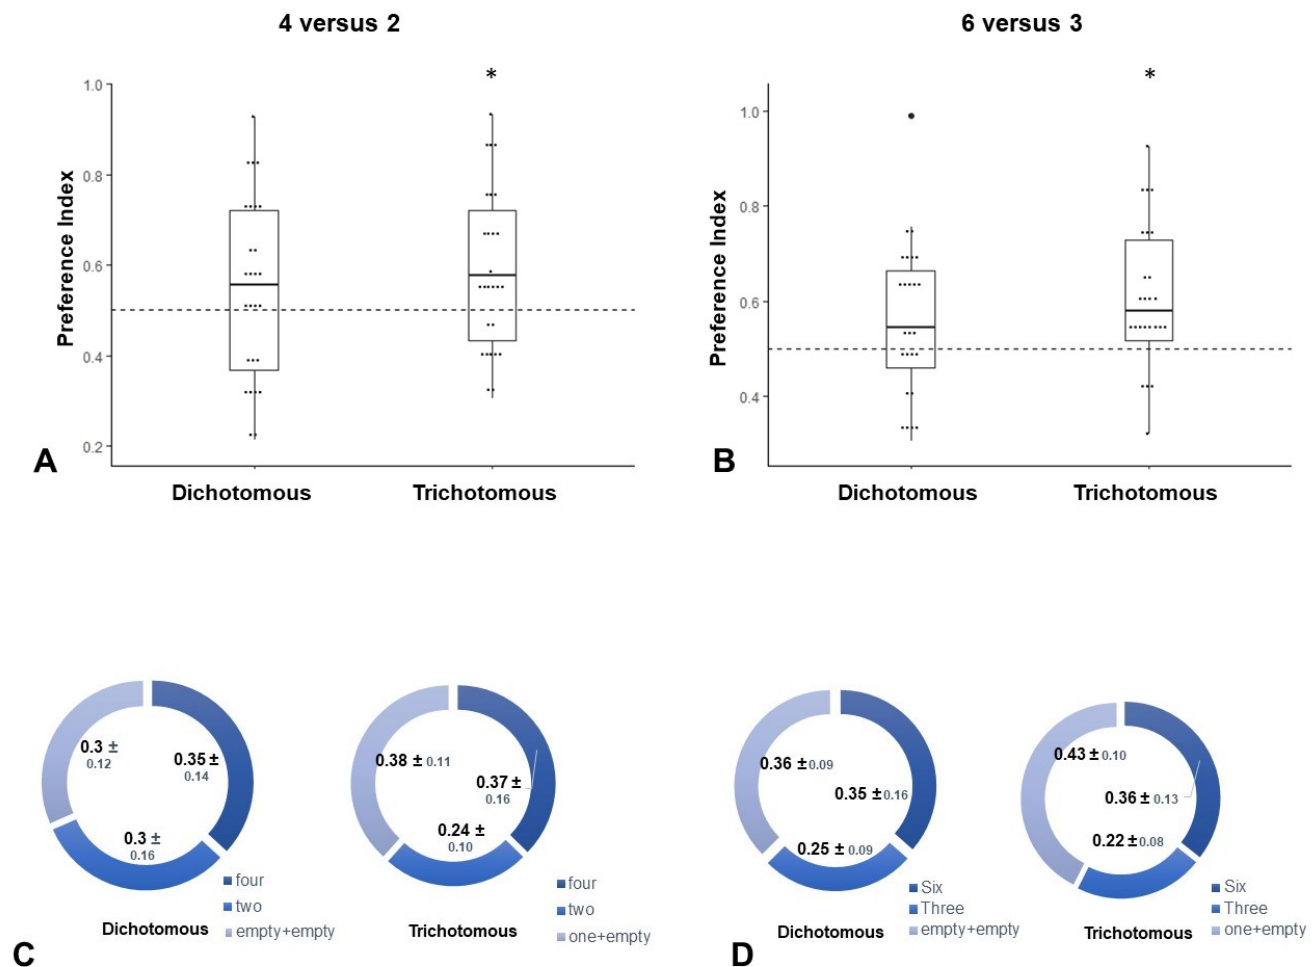 4 versus 2
6 versus 3
*
1.0
0.8
0.6
0.4
0.2
Preference Index
Dichotomous
Trichotomous
A
*
1.0
0.8
0.6
0.4
Preference Index
Dichotomous
Trichotomous
B
0.3 ±
0.12
0.35 ±
0.14
0.3 ±
0.16
four
two
empty+empty
Dichotomous
0.38 ± 0.11
0.37 ±
0.16
0.24 ±
0.10
four
two
one+empty
Trichotomous
C
0.36 ± 0.09
0.35 ± 0.16
0.25 ± 0.09
Six
Three
empty+empty
Dichotomous
0.43 ± 0.10
0.36 ± 0.13
0.22 ± 0.08
Six
Three
one+empty
Trichotomous
D